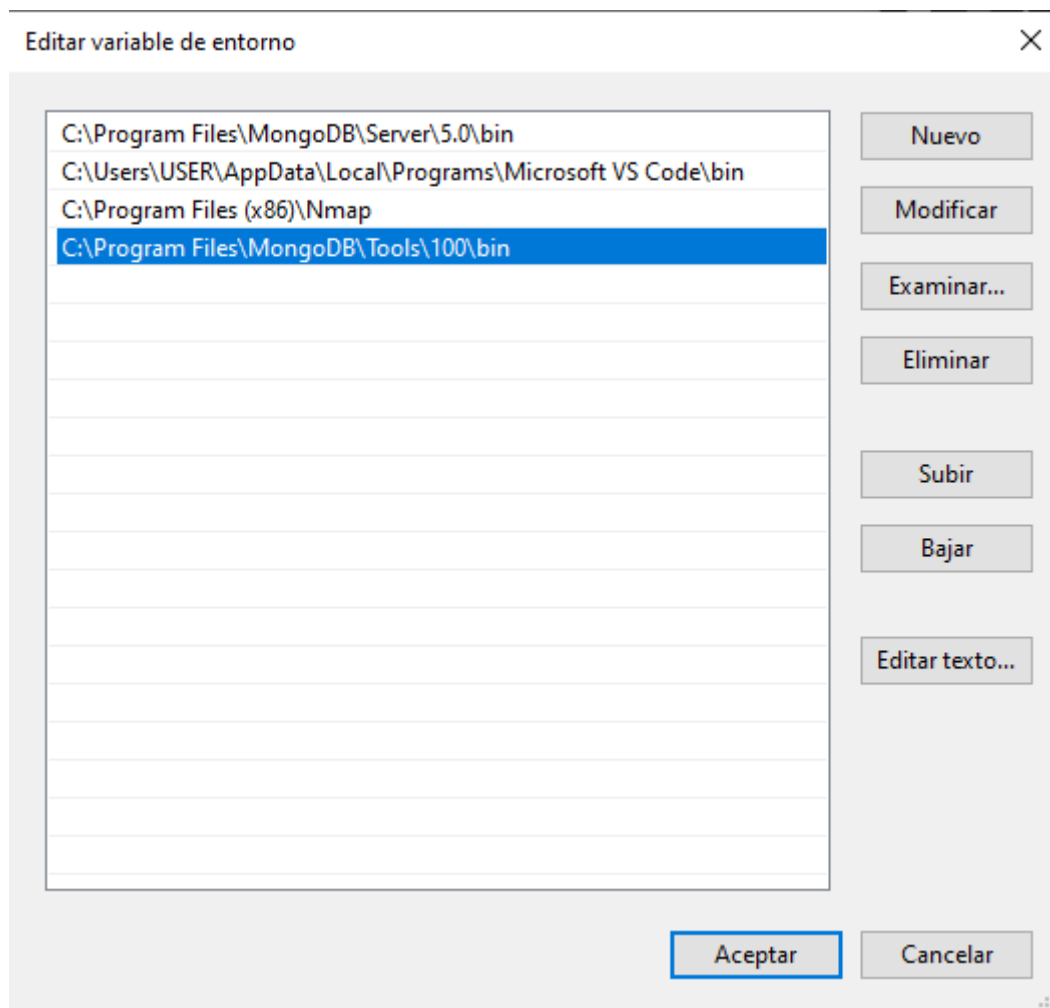 Editar variable de entorno
C:\Program Files\MongoDB\Server\5.0\bin
C:\Users\USER\AppData\Local\Programs\Microsoft VS Code\bin
C:\Program Files (x86)\Nmap
C:\Program Files\MongoDB\Tools\100\bin
Nuevo
Modificar
Examinar...
Eliminar
Subir
Bajar
Editar texto...
Aceptar
Cancelar